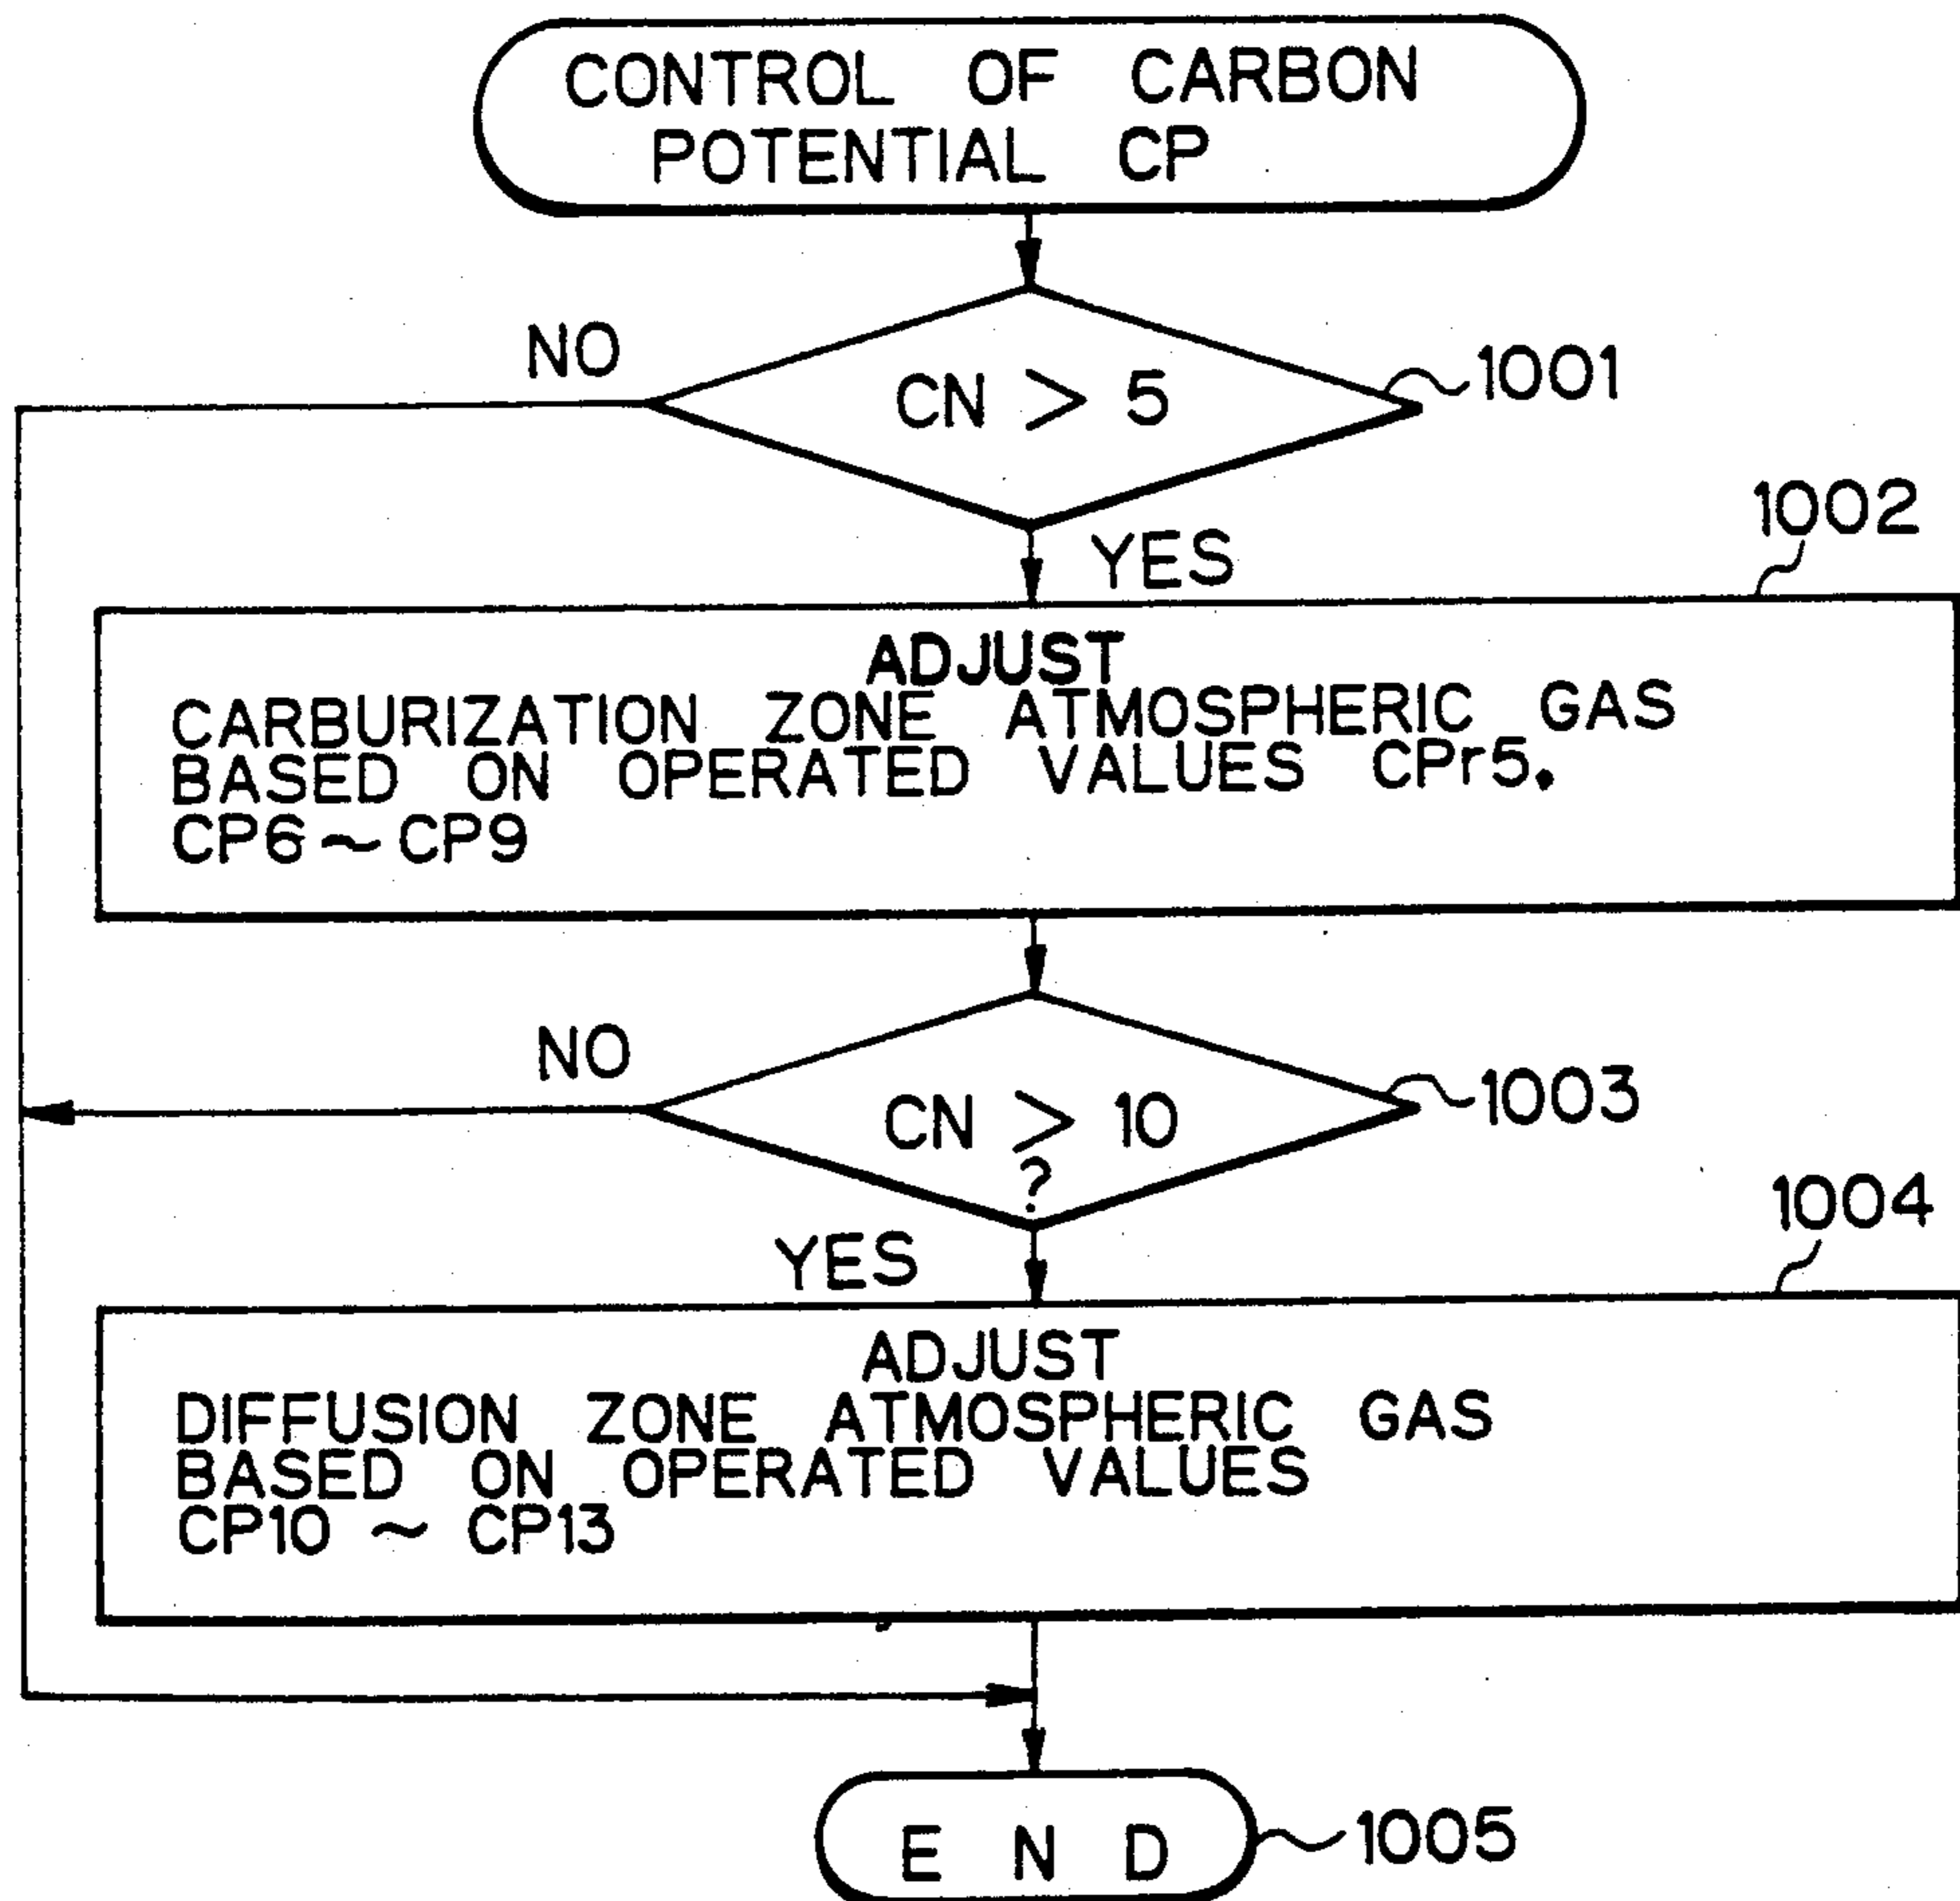 CONTROL OF CARBON
POTENTIAL CP
NO
CN > 5
1001
YES
1002
ADJUST
CARBURIZATION ZONE ATMOSPHERIC GAS
BASED ON OPERATED VALUES CPr5.
CP6 ~ CP9
NO
CN > 10
?
1003
YES
1004
ADJUST
DIFFUSION ZONE ATMOSPHERIC GAS
BASED ON OPERATED VALUES
CP10 ~ CP13
E N D
1005